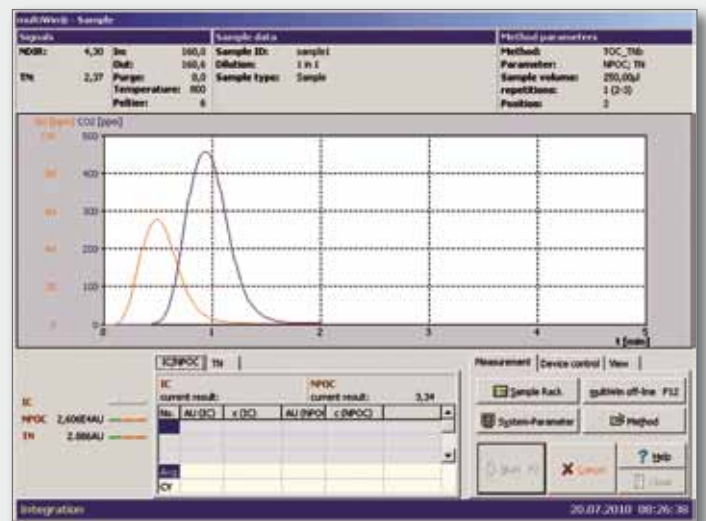 multiWin® - Sample
Signals Sample data Method parameters
NDIR: 4,30 In: 160,0 Sample ID: sample1 Method: TOC_TNb
Out: 160,6 Dilution: 1 in 1 Parameter: NPOC; TN
TN: 2,37 Purge: 0,0 Sample type: Sample Sample volume: 250,00µl
Temperature: 800 repetitions: 1 (2-3)
Peltier: 6 Position: 2
[ppm] CO2 [ppm]
500
400
300
200
100
0
0 1 2 3 4 5
t [min]
IC/NPOC TN
IC NPOC
current result: current result: 3,34
No. AU (IC) c (IC) AU (NPO c (NPOC)
Avg
CV
IC
NPOC 2,606E4AU
TN 2.086AU
Measurement Device control View
Sample Rack multiWin off-line F12
System-Parameter Method
Start F2 Cancel Help
Close
Integration 20.07.2010 08:26:38